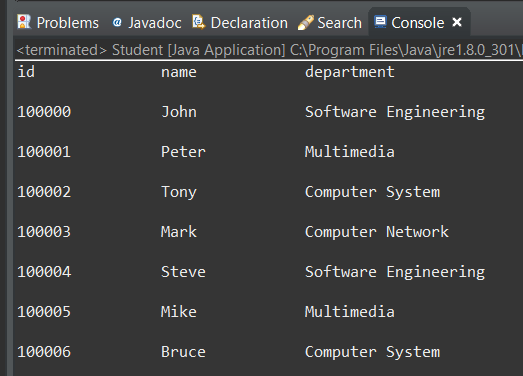 Problems @ Javadoc Declaration Search Console
<terminated> Student [Java Application] C:\Program Files\Java\jre1.8.0_301\
id name department
100000 John Software Engineering
100001 Peter Multimedia
100002 Tony Computer System
100003 Mark Computer Network
100004 Steve Software Engineering
100005 Mike Multimedia
100006 Bruce Computer System